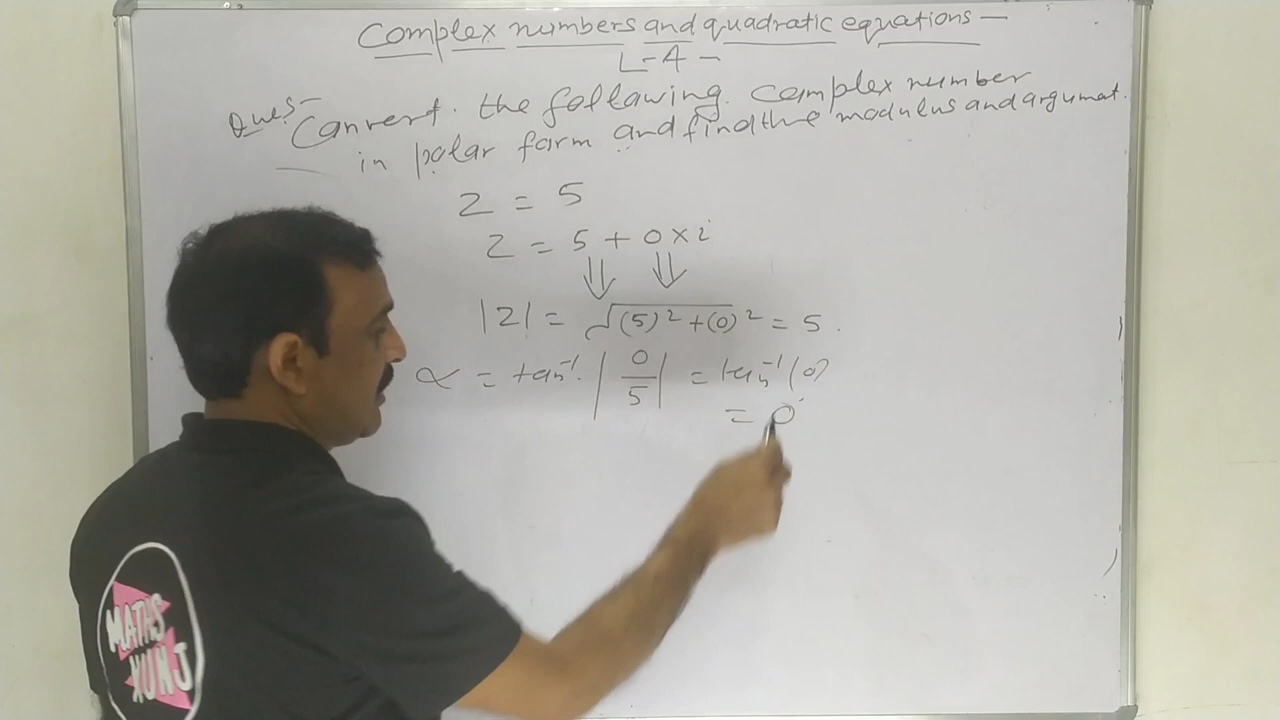 Complex numbers and quadratic equations —
L-4 -
Ques- Convert. the following. complex number
in polar form and find the modulus and argumat.
Z = 5
Z = 5 + 0 × i
|Z| = √(5)² + (0)² = 5.
α = tan⁻¹ |0/5| = tan⁻¹ (0)
= 0
MATHS
KUNJ